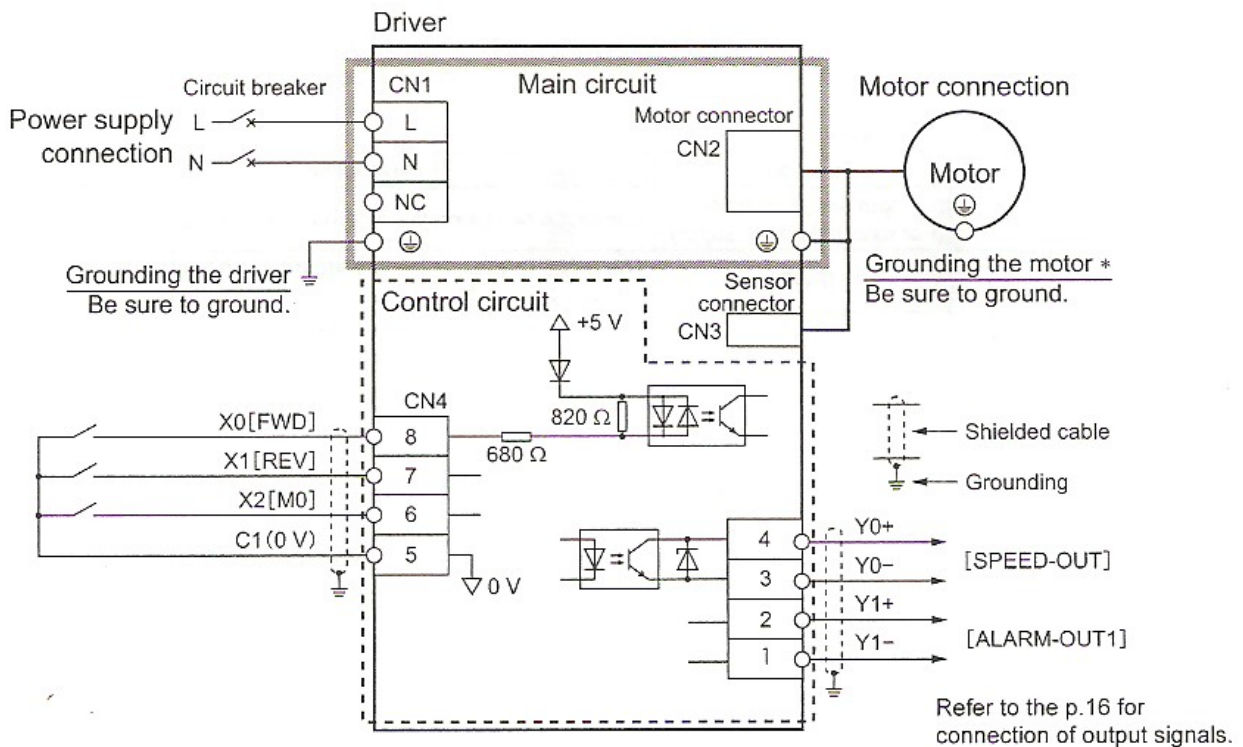 Driver
Main circuit
Circuit breaker
CN1
Motor connection
Motor connector
CN2
Power supply
connection
L
L
N
N
NC
Motor
Grounding the driver
Be sure to ground.
Grounding the motor *
Be sure to ground.
Sensor
connector
CN3
Control circuit
+5 V
CN4
820 Ω
680 Ω
X0[FWD]
8
X1[REV]
7
X2[M0]
6
C1(0 V)
5
0 V
Shielded cable
Grounding
4
Y0+
3
Y0−
[SPEED-OUT]
2
Y1+
1
Y1−
[ALARM-OUT1]
Refer to the p.16 for
connection of output signals.